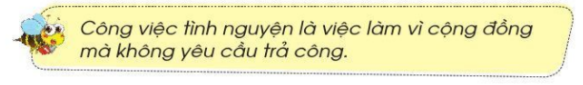 Công việc tình nguyện là việc làm vì cộng đồng
mà không yêu cầu trả công.